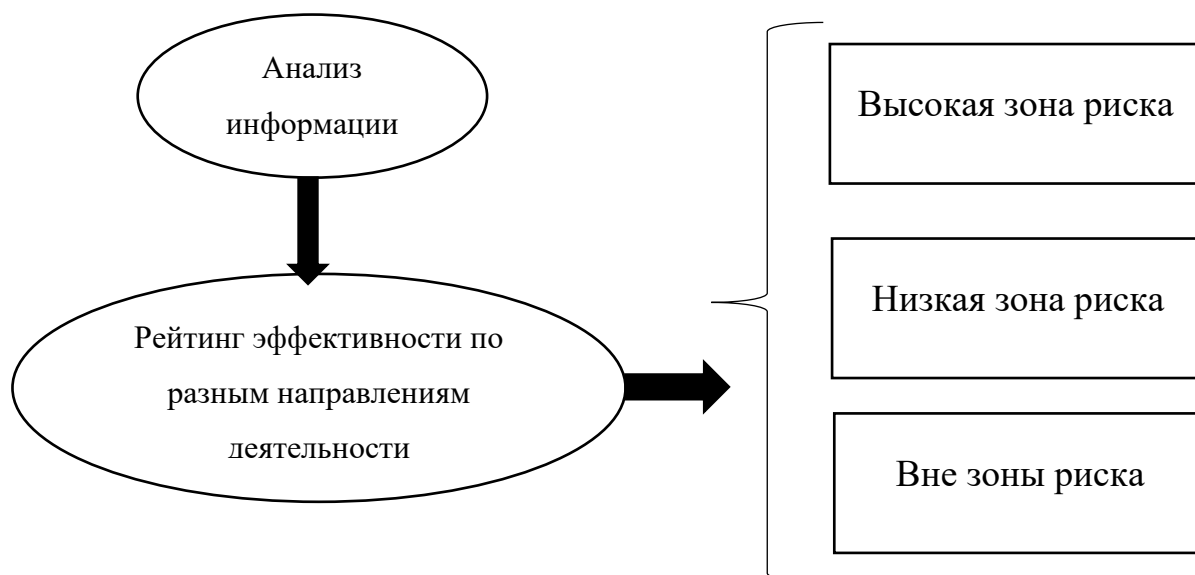 Анализ
информации
Рейтинг эффективности по
разным направлениям
деятельности
Высокая зона риска
Низкая зона риска
Вне зоны риска